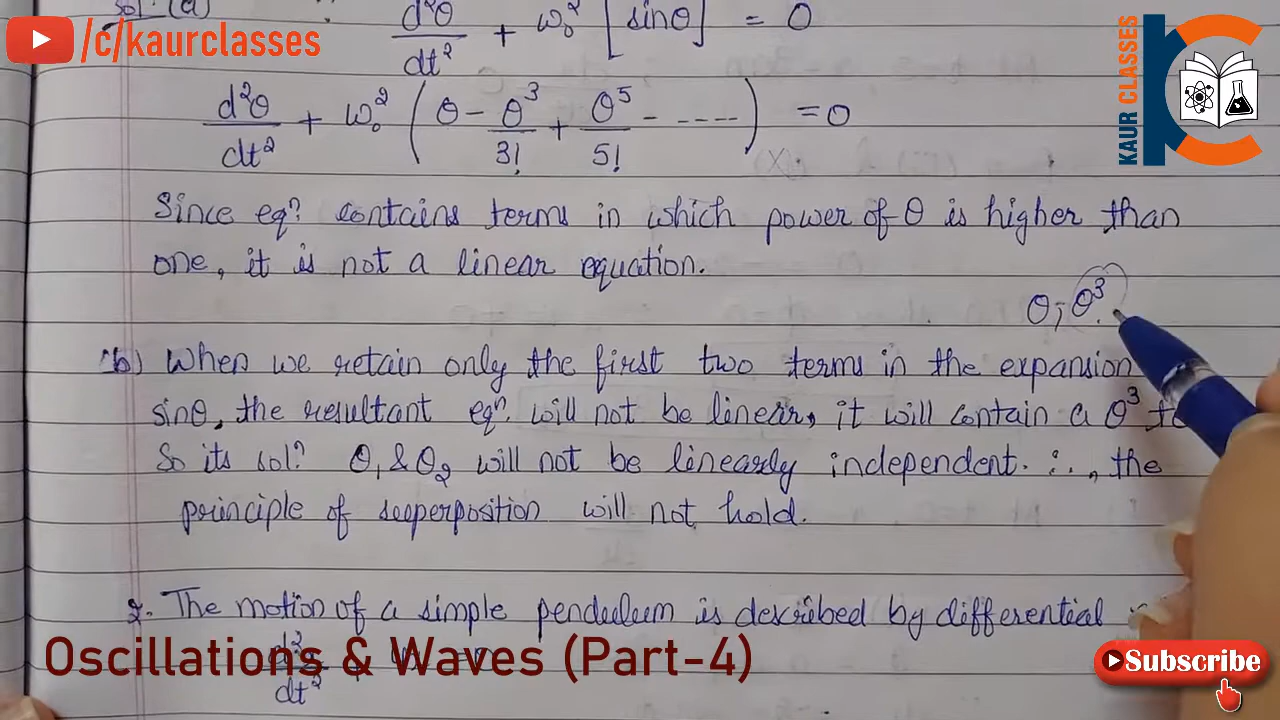 Sol. (a) ∴ d²θ/dt² + ω₀² [sinθ] = 0
/c/kaurclasses
KAUR CLASSES
d²θ/dt² + ω₀² (θ - θ³/3! + θ⁵/5! - ----) = 0
Since eqⁿ. contains terms in which power of θ is higher than
one, it is not a linear equation.
θ, θ³
(b) When we retain only the first two terms in the expansion
sinθ, the resultant eqⁿ. will not be linear, it will contain a θ³
So its solⁿ. θ₁ & θ₂ will not be linearly independent. ∴, the
principle of superposition will not hold.
2. The motion of a simple pendulum is described by differential
d²
dt²
Oscillations & Waves (Part-4)
Subscribe